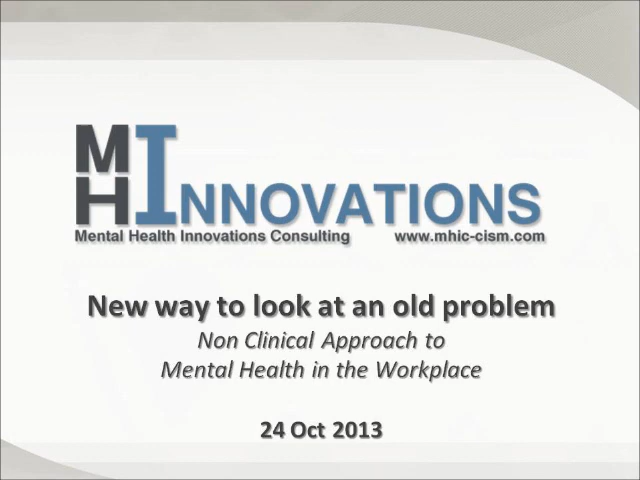 MH INNOVATIONS
Mental Health Innovations Consulting www.mhic-cism.com
New way to look at an old problem
Non Clinical Approach to
Mental Health in the Workplace
24 Oct 2013